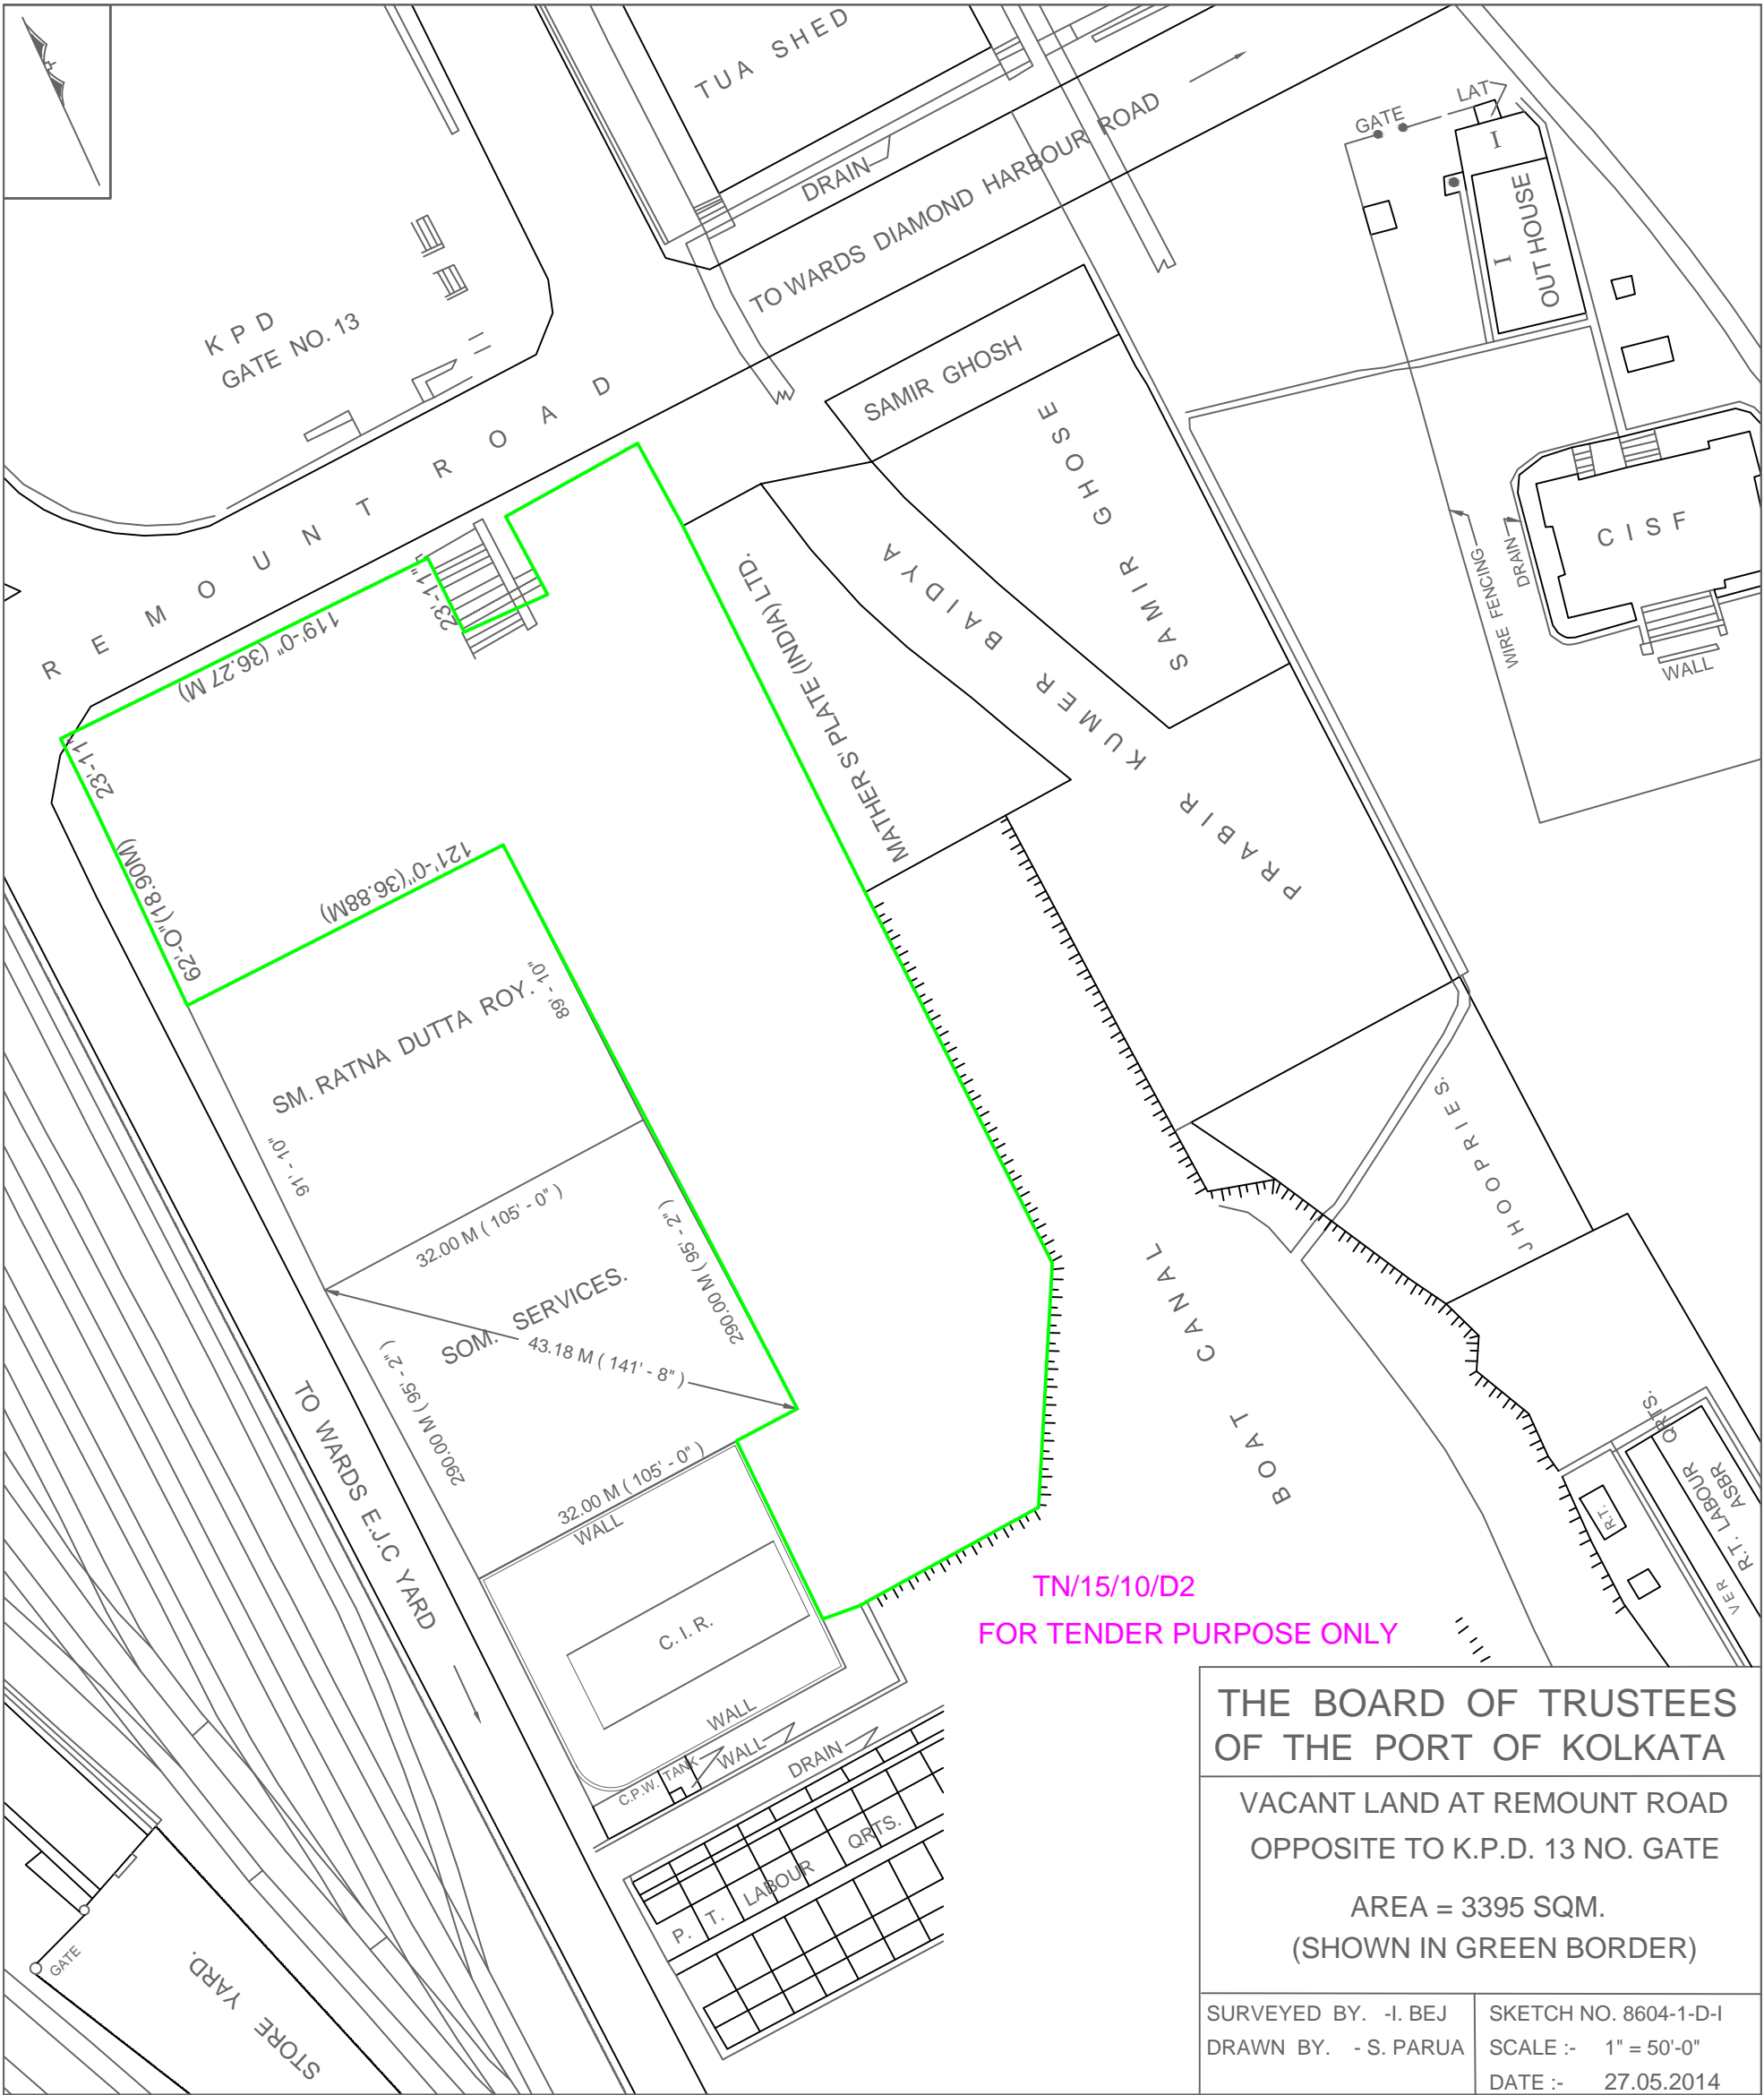 TUA SHED
DRAIN
TO WARDS DIAMOND HARBOUR ROAD
GATE
LAT
I
I
OUT HOUSE
K P D
GATE NO. 13
REMOUNT ROAD
SAMIR GHOSH
SAMIR GHOSE
PRABIR KUMER BAIDYA
MATHER S' PLATE (INDIA) LTD.
CISF
WIRE FENCING
DRAIN
WALL
119'-0" (36.27 M)
23'-11"
23'-11"
62'-O"(18.90M)
121'-0"(36.88M)
SM. RATNA DUTTA ROY.
89' - 10"
91' - 10"
32.00 M ( 105' - 0" )
SOM. SERVICES.
43.18 M ( 141' - 8" )
290.00 M ( 95' - 2" )
290.00 M ( 95' - 2" )
32.00 M ( 105' - 0" )
WALL
C. I. R.
WALL
WALL
C.P.W. TANK
DRAIN
P. T. LABOUR QRTS.
TO WARDS E.J.C YARD
GATE
STORE YARD.
BOAT CANAL
JHOOPRIES.
QRTS.
R.T. LABOUR
ASBR
R.T.
VER
TN/15/10/D2
FOR TENDER PURPOSE ONLY
THE BOARD OF TRUSTEES
OF THE PORT OF KOLKATA
VACANT LAND AT REMOUNT ROAD
OPPOSITE TO K.P.D. 13 NO. GATE
AREA = 3395 SQM.
(SHOWN IN GREEN BORDER)
SURVEYED BY. -I. BEJ
DRAWN BY. - S. PARUA
SKETCH NO. 8604-1-D-I
SCALE :- 1" = 50'-0"
DATE :- 27.05.2014